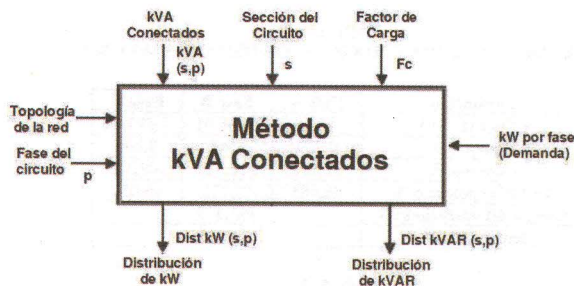 kVA
Conectados
kVA
(s,p)
Sección del
Circuito
s
Factor de
Carga
Fc
Topología
de la red
Fase del
circuito
p
Método
kVA Conectados
kW por fase
(Demanda)
Dist kW (s,p)
Distribución
de kW
Dist kVAR (s,p)
Distribución
de kVAR